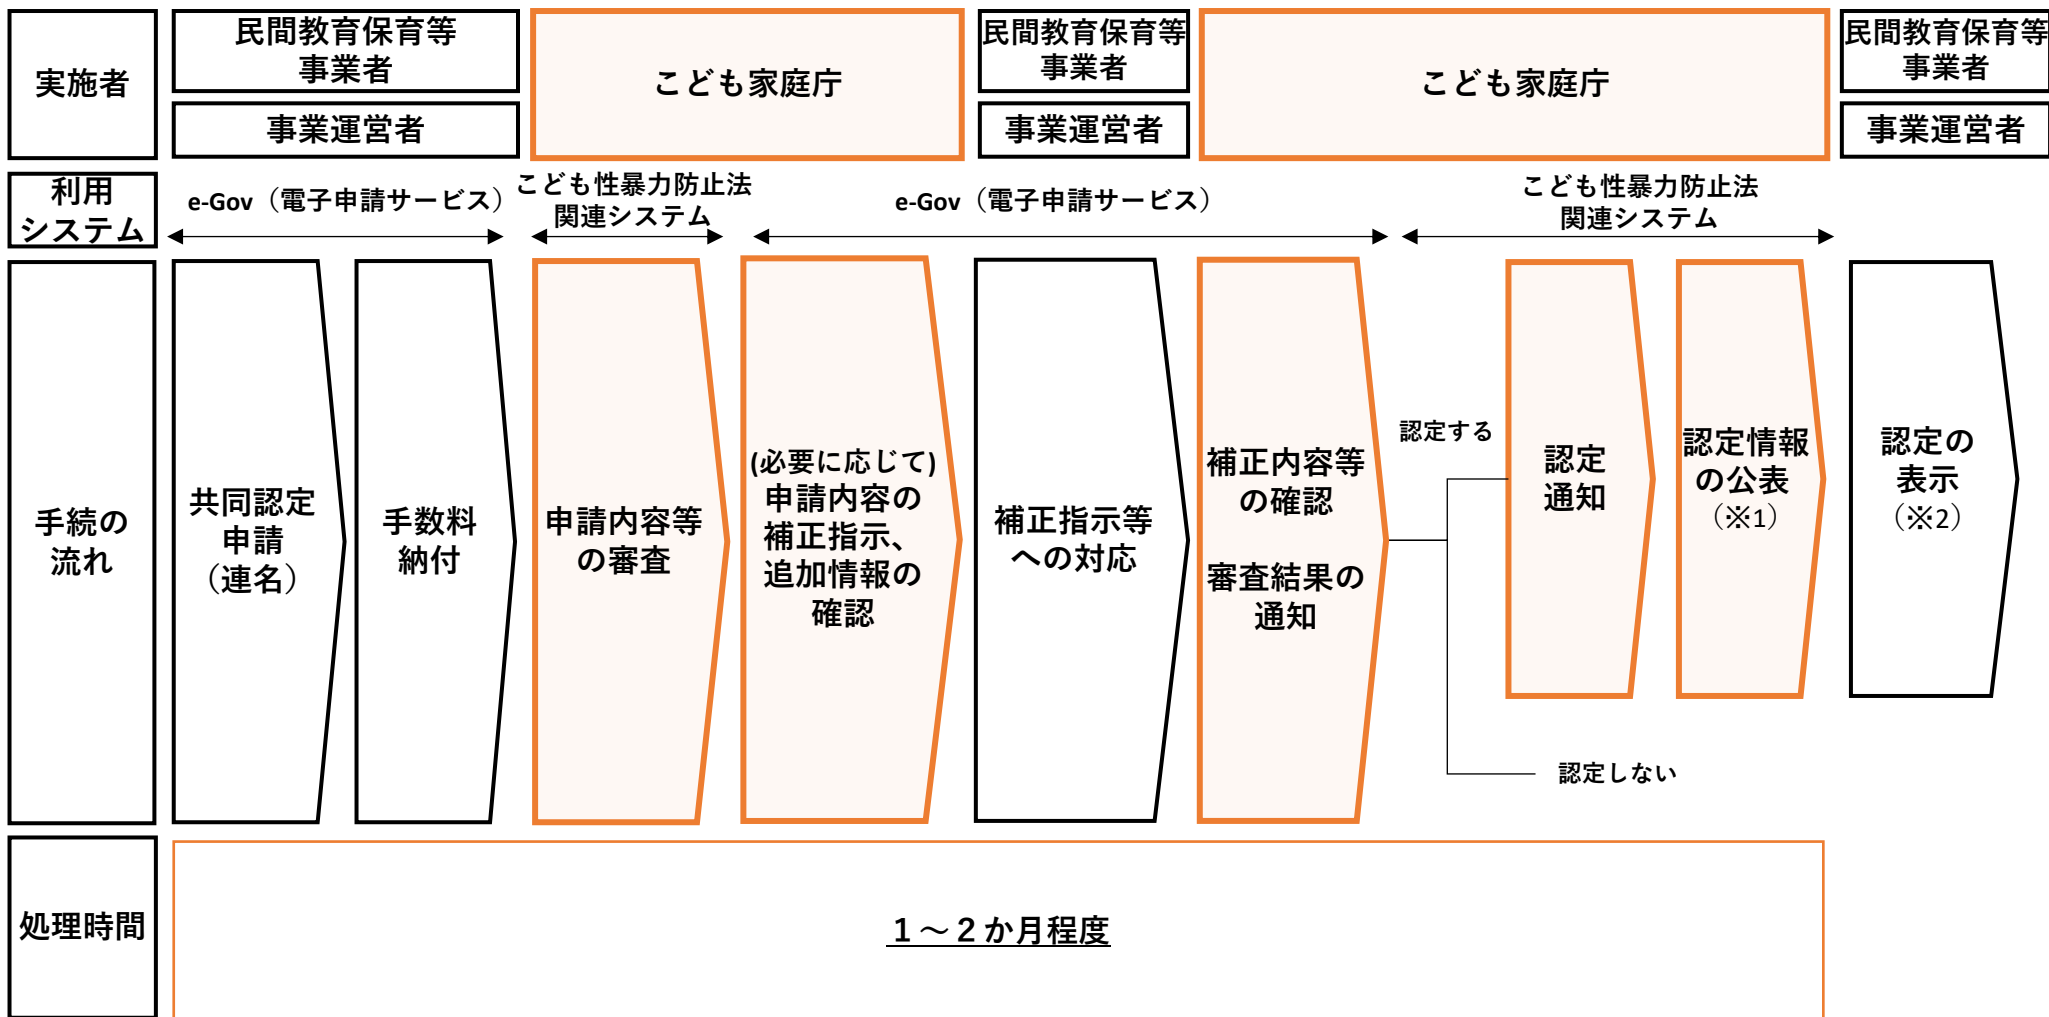 実施者
民間教育保育等
事業者
事業運営者
こども家庭庁
民間教育保育等
事業者
事業運営者
こども家庭庁
民間教育保育等
事業者
事業運営者
利用
システム
e-Gov（電子申請サービス）
こども性暴力防止法
関連システム
e-Gov（電子申請サービス）
こども性暴力防止法
関連システム
手続の
流れ
共同認定
申請
（連名）
手数料
納付
申請内容等
の審査
(必要に応じて)
申請内容の
補正指示、
追加情報の
確認
補正指示等
への対応
補正内容等
の確認
審査結果の
通知
認定する
認定しない
認定
通知
認定情報
の公表
（※1）
認定の
表示
（※2）
処理時間
１～２か月程度